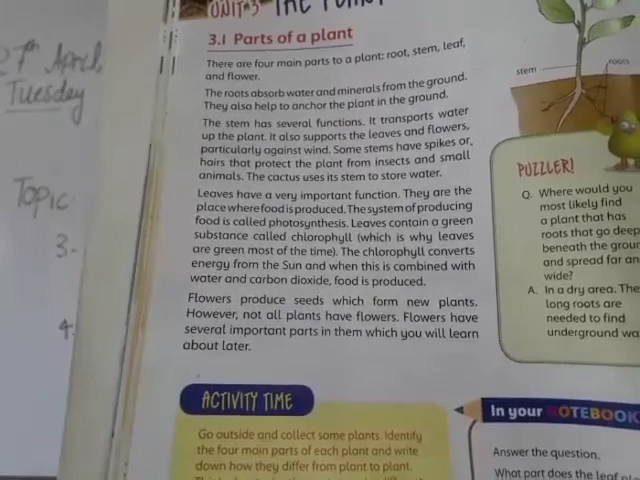 27th April,
Tuesday
Topic
3-
4-
UNIT-3 THE PLANT
3.1 Parts of a plant
There are four main parts to a plant: root, stem, leaf,
and flower.
The roots absorb water and minerals from the ground.
They also help to anchor the plant in the ground.
The stem has several functions. It transports water
up the plant. It also supports the leaves and flowers,
particularly against wind. Some stems have spikes or
hairs that protect the plant from insects and small
animals. The cactus uses its stem to store water.
Leaves have a very important function. They are the
place where food is produced. The system of producing
food is called photosynthesis. Leaves contain a green
substance called chlorophyll (which is why leaves
are green most of the time). The chlorophyll converts
energy from the Sun and when this is combined with
water and carbon dioxide, food is produced.
Flowers produce seeds which form new plants.
However, not all plants have flowers. Flowers have
several important parts in them which you will learn
about later.
ACTIVITY TIME
Go outside and collect some plants. Identify
the four main parts of each plant and write
down how they differ from plant to plant.
stem
roots
PUZZLER!
Q. Where would you
most likely find
a plant that has
roots that go deep
beneath the
and spread far an
wide?
A. In a dry area. The
long roots are
needed to find
underground
In your NOTEBOOK
Answer the question.
What part does the leaf